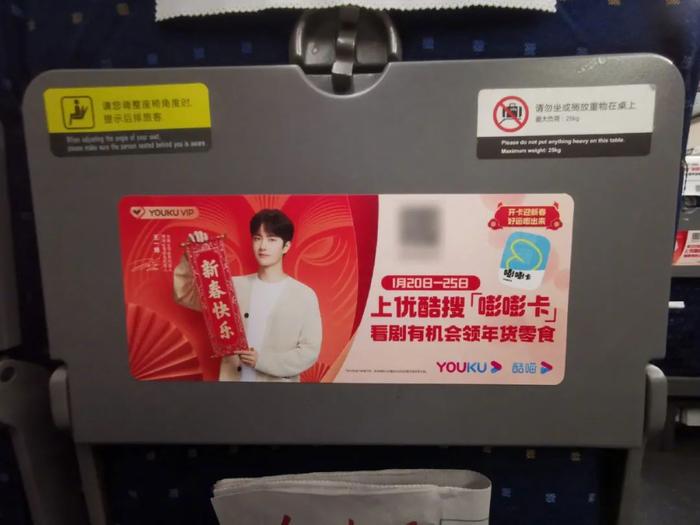 请您调整座椅角度时,
提示后排旅客.
When adjusting the angle of your seat,
please make sure the person seated behind you is aware.
请勿坐或搁放重物在桌上
最大负荷：25kg
Please do not put anything heavy on this table.
Maximum weight: 25kg
YOUKU VIP
新春快乐
开卡迎新春
好运嘭出来
嘭嘭卡
1月20日-25日
上优酷搜「嘭嘭卡」
看剧有机会领年货零食
YOUKU 酷喵